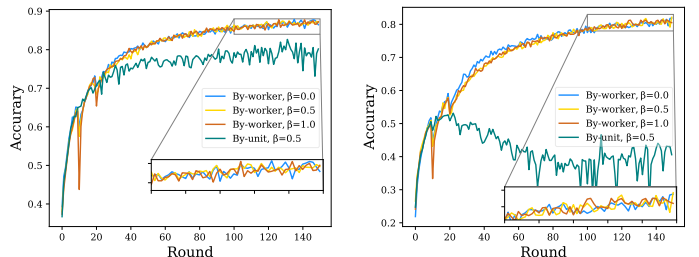 0.9
0.8
0.7
0.6
0.5
0.4
Accurary
By-worker, β=0.0
By-worker, β=0.5
By-worker, β=1.0
By-unit, β=0.5
0 20 40 60 80 100 120 140
Round
0.8
0.7
0.6
0.5
0.4
0.3
0.2
Accurary
By-worker, β=0.0
By-worker, β=0.5
By-worker, β=1.0
By-unit, β=0.5
0 20 40 60 80 100 120 140
Round